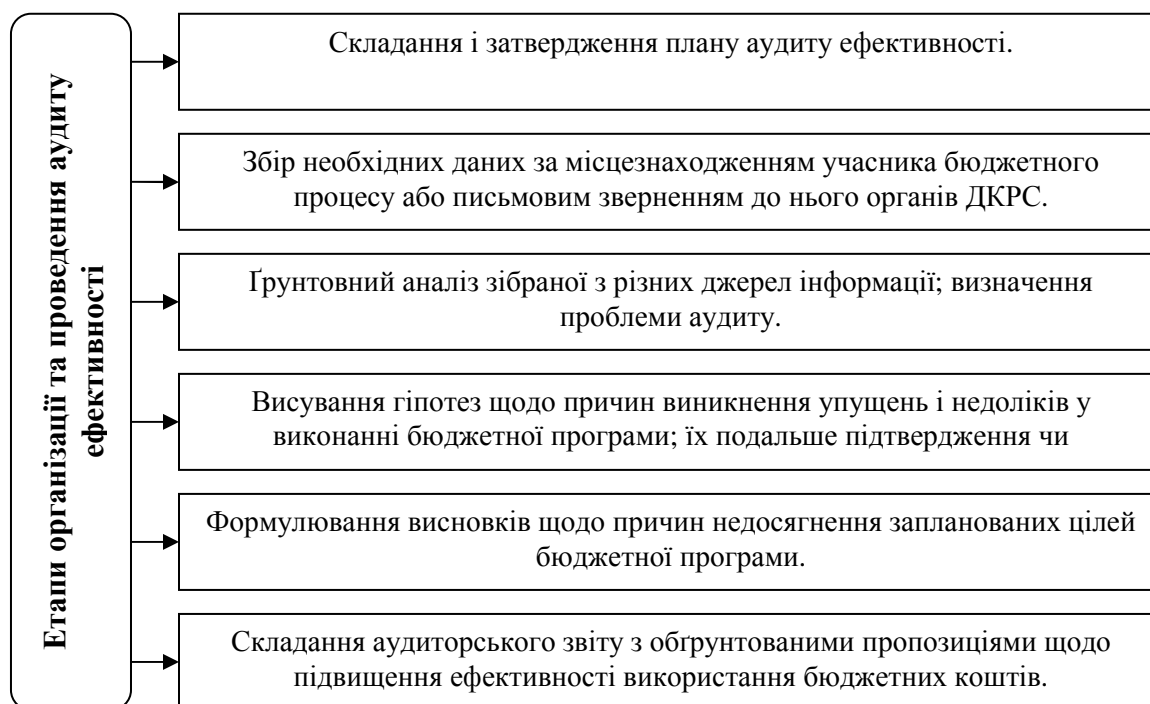 Етапи організації та проведення аудиту
ефективності
Складання і затвердження плану аудиту ефективності.
Збір необхідних даних за місцезнаходженням учасника бюджетного
процесу або письмовим зверненням до нього органів ДКРС.
Ґрунтовний аналіз зібраної з різних джерел інформації; визначення
проблеми аудиту.
Висування гіпотез щодо причин виникнення упущень і недоліків у
виконанні бюджетної програми; їх подальше підтвердження чи
Формулювання висновків щодо причин недосягнення запланованих цілей
бюджетної програми.
Складання аудиторського звіту з обґрунтованими пропозиціями щодо
підвищення ефективності використання бюджетних коштів.